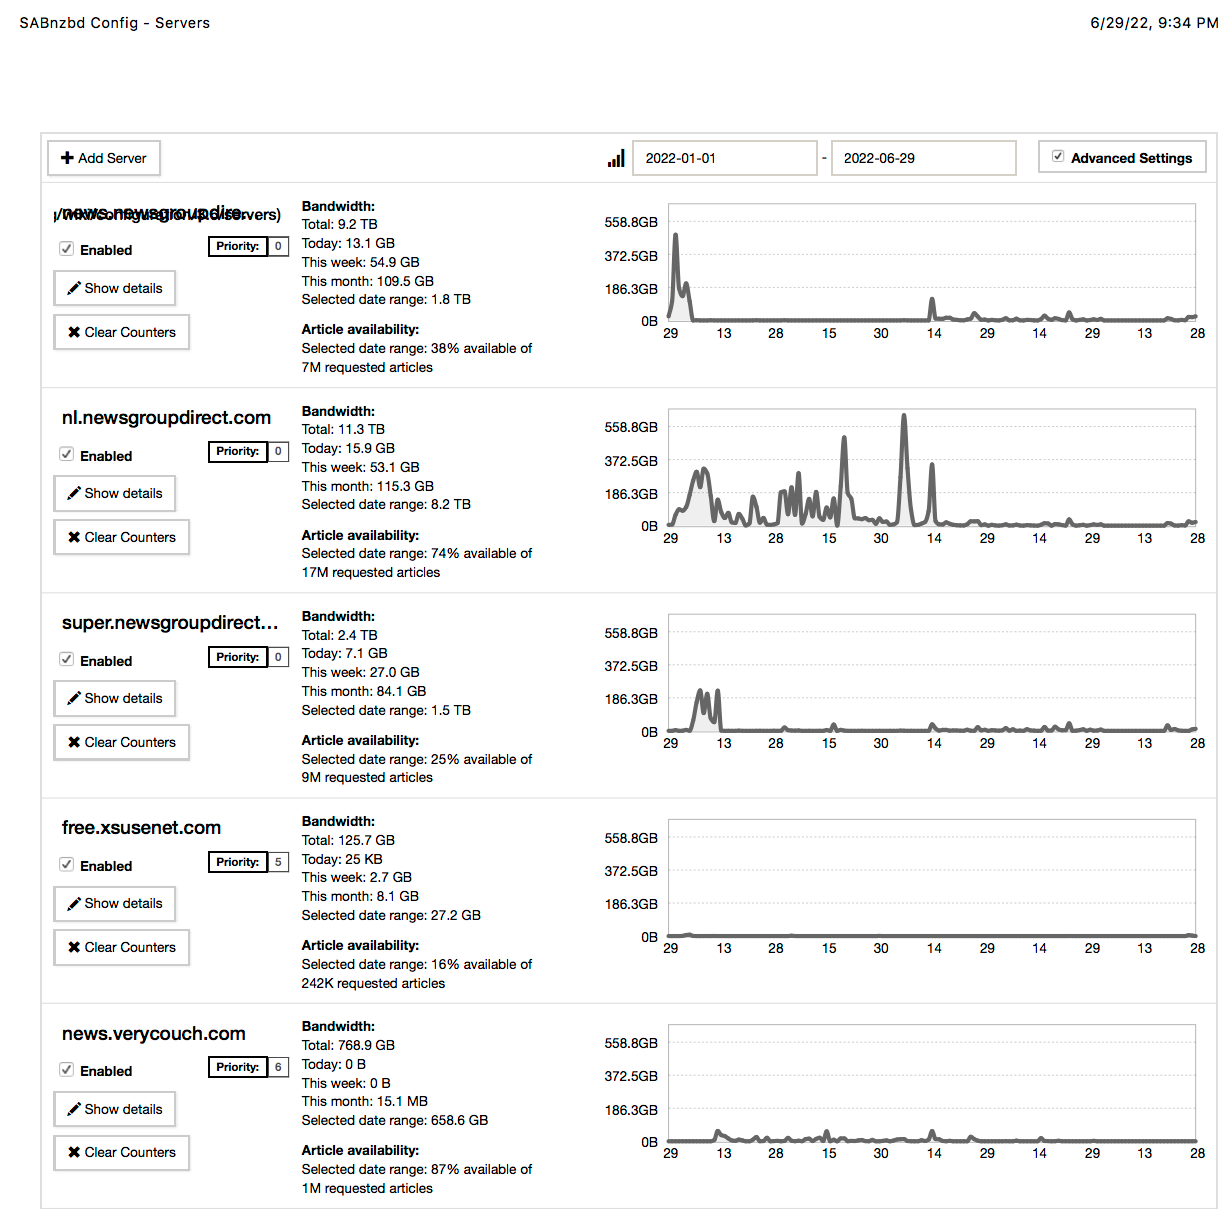 SABnzbd Config - Servers 6/29/22, 9:34 PM
Add Server 2022-01-01 - 2022-06-29 Advanced Settings
news.newsgroupdire.
Enabled Priority: 0
Show details
Clear Counters
Bandwidth:
Total: 9.2 TB
Today: 13.1 GB
This week: 54.9 GB
This month: 109.5 GB
Selected date range: 1.8 TB
Article availability:
Selected date range: 38% available of
7M requested articles
558.8GB
372.5GB
186.3GB
0B
29 13 28 15 30 14 29 14 29 13 28
nl.newsgroupdirect.com
Enabled Priority: 0
Show details
Clear Counters
Bandwidth:
Total: 11.3 TB
Today: 15.9 GB
This week: 53.1 GB
This month: 115.3 GB
Selected date range: 8.2 TB
Article availability:
Selected date range: 74% available of
17M requested articles
558.8GB
372.5GB
186.3GB
0B
29 13 28 15 30 14 29 14 29 13 28
super.newsgroupdirect...
Enabled Priority: 0
Show details
Clear Counters
Bandwidth:
Total: 2.4 TB
Today: 7.1 GB
This week: 27.0 GB
This month: 84.1 GB
Selected date range: 1.5 TB
Article availability:
Selected date range: 25% available of
9M requested articles
558.8GB
372.5GB
186.3GB
0B
29 13 28 15 30 14 29 14 29 13 28
free.xsusenet.com
Enabled Priority: 5
Show details
Clear Counters
Bandwidth:
Total: 125.7 GB
Today: 25 KB
This week: 2.7 GB
This month: 8.1 GB
Selected date range: 27.2 GB
Article availability:
Selected date range: 16% available of
242K requested articles
558.8GB
372.5GB
186.3GB
0B
29 13 28 15 30 14 29 14 29 13 28
news.verycouch.com
Enabled Priority: 6
Show details
Clear Counters
Bandwidth:
Total: 768.9 GB
Today: 0 B
This week: 0 B
This month: 15.1 MB
Selected date range: 658.6 GB
Article availability:
Selected date range: 87% available of
1M requested articles
558.8GB
372.5GB
186.3GB
0B
29 13 28 15 30 14 29 14 29 13 28